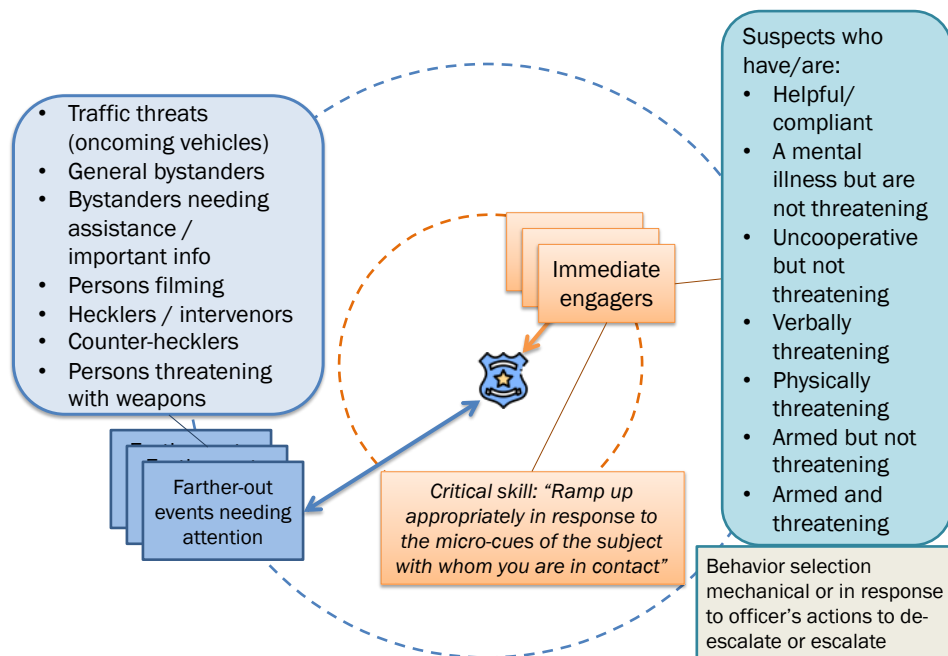 • Traffic threats
(oncoming vehicles)
• General bystanders
• Bystanders needing
assistance /
important info
• Persons filming
• Hecklers / intervenors
• Counter-hecklers
• Persons threatening
with weapons
Farther-out
events needing
attention
Immediate
engagers
Critical skill: “Ramp up
appropriately in response to
the micro-cues of the subject
with whom you are in contact”
Suspects who
have/are:
• Helpful/
compliant
• A mental
illness but are
not threatening
• Uncooperative
but not
threatening
• Verbally
threatening
• Physically
threatening
• Armed but not
threatening
• Armed and
threatening
Behavior selection
mechanical or in response
to officer’s actions to de-
escalate or escalate